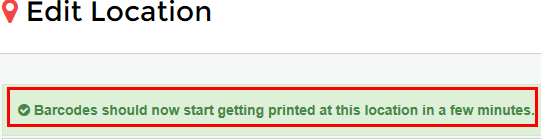 Edit Location
Barcodes should now start getting printed at this location in a few minutes.